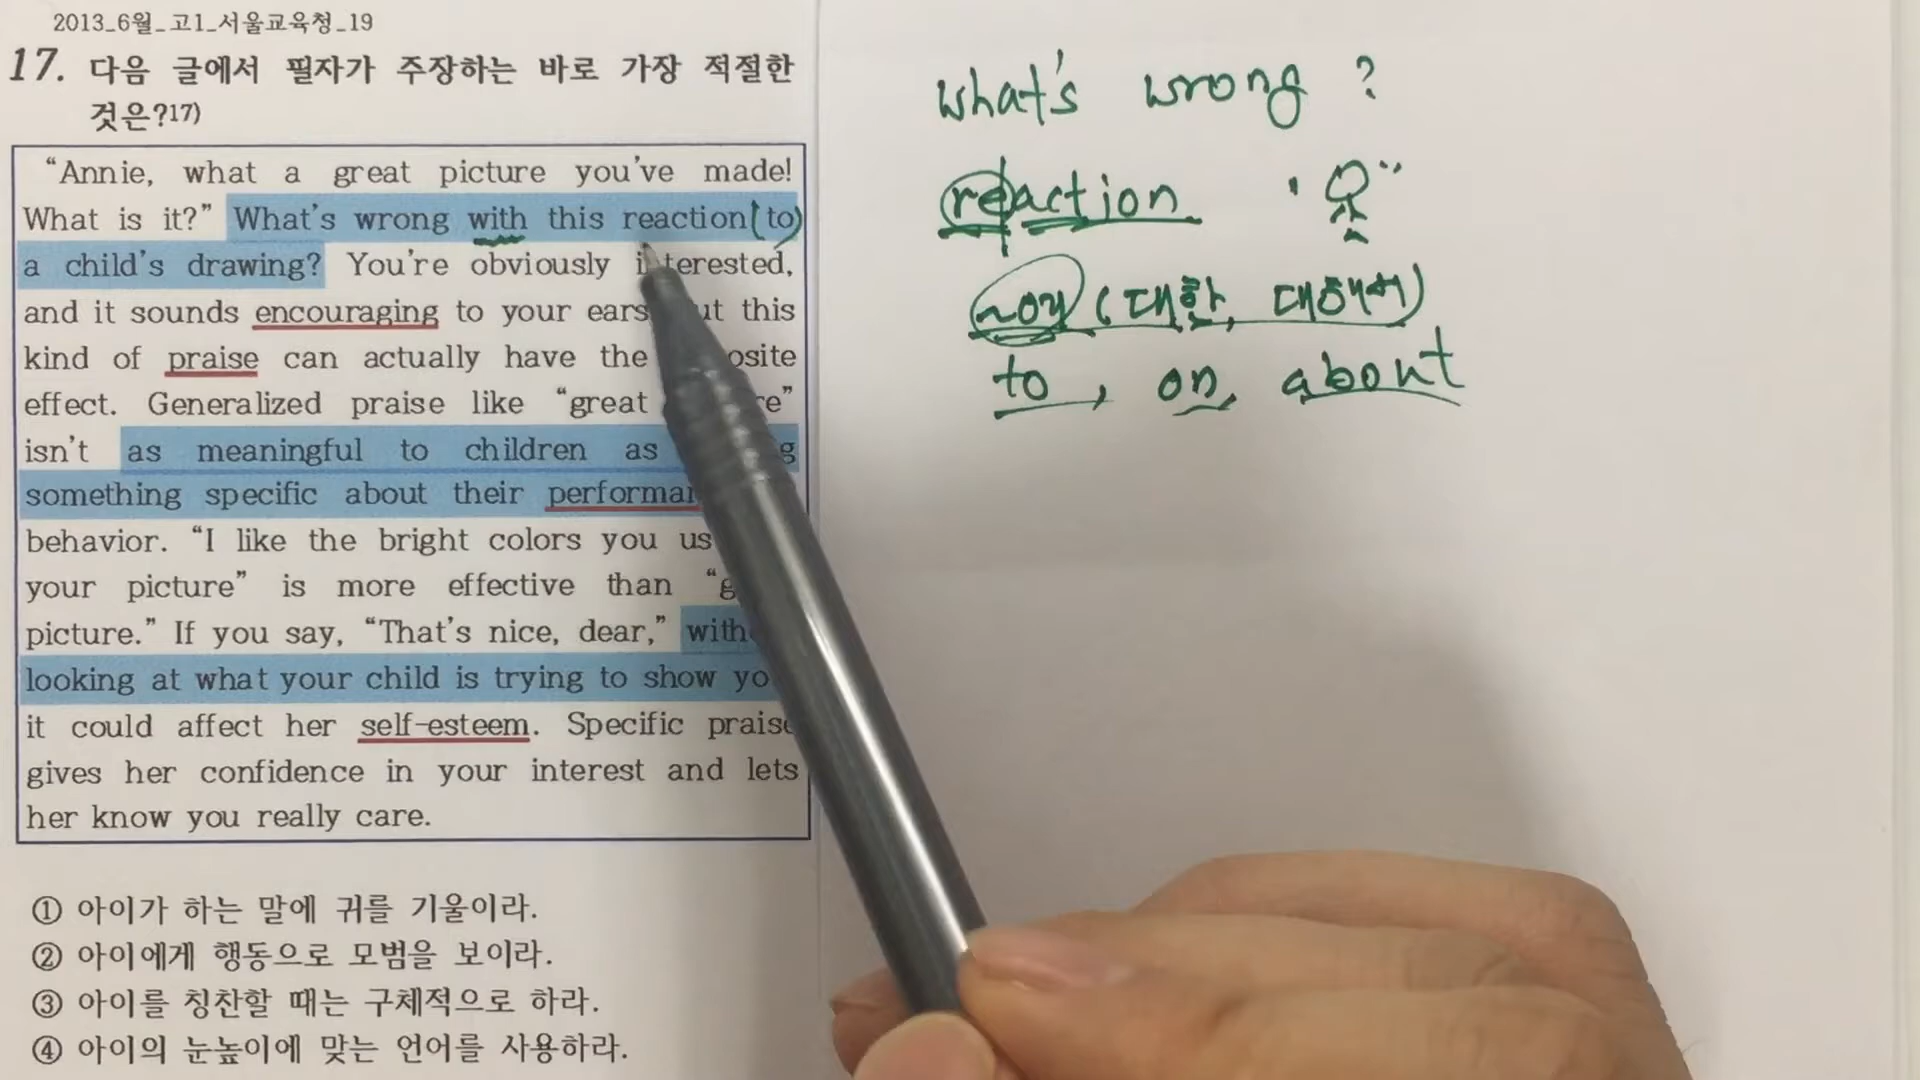 2013_6월_고1_서울교육청_19
17. 다음 글에서 필자가 주장하는 바로 가장 적절한
것은?17)
“Annie, what a great picture you’ve made!
What is it?” What’s wrong with this reaction (to)
a child’s drawing? You’re obviously interested,
and it sounds encouraging to your ears, but this
kind of praise can actually have the
effect. Generalized praise like “great
isn’t as meaningful to children as
something specific about their
behavior. “I like the bright colors you
your picture” is more effective than
picture.” If you say, “That’s nice, dear,”
looking at what your child is trying to show
it could affect her self-esteem. Specific praise
gives her confidence in your interest and lets
her know you really care.
① 아이가 하는 말에 귀를 기울이라.
② 아이에게 행동으로 모범을 보이라.
③ 아이를 칭찬할 때는 구체적으로 하라.
④ 아이의 눈높이에 맞는 언어를 사용하라.
what's wrong ?
reaction
~에 (대한, 대해서)
to, on, about